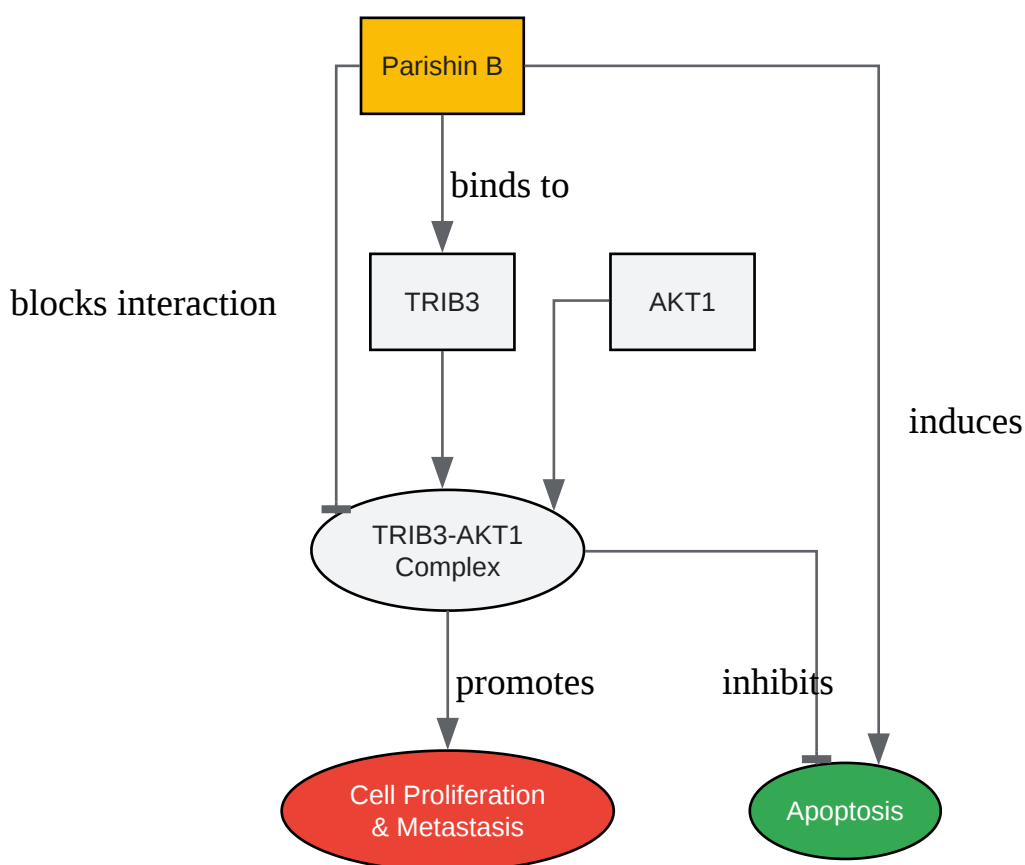 Parishin B
binds to
TRIB3
AKT1
blocks interaction
induces
TRIB3-AKT1
Complex
promotes
inhibits
Cell Proliferation
& Metastasis
Apoptosis